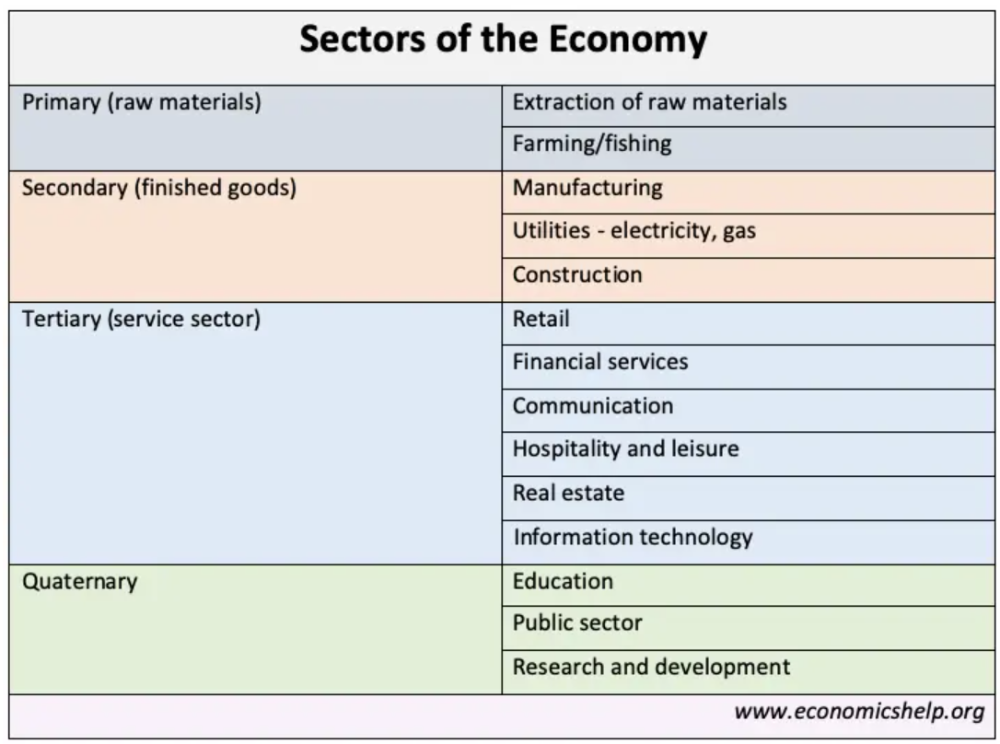 Sectors of the Economy
Primary (raw materials)
Extraction of raw materials
Farming/fishing
Secondary (finished goods)
Manufacturing
Utilities - electricity, gas
Construction
Tertiary (service sector)
Retail
Financial services
Communication
Hospitality and leisure
Real estate
Information technology
Quaternary
Education
Public sector
Research and development
www.economicshelp.org